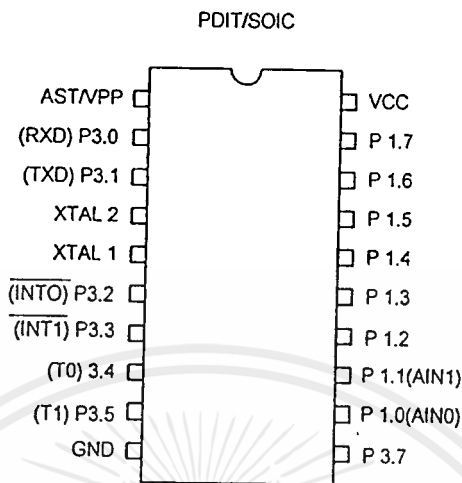 PDIT/SOIC
AST/VPP
(RXD) P3.0
(TXD) P3.1
XTAL 2
XTAL 1
(INTO) P3.2
(INT1) P3.3
(T0) 3.4
(T1) P3.5
GND
VCC
P 1.7
P 1.6
P 1.5
P 1.4
P 1.3
P 1.2
P 1.1(AIN1)
P 1.0(AIN0)
P 3.7